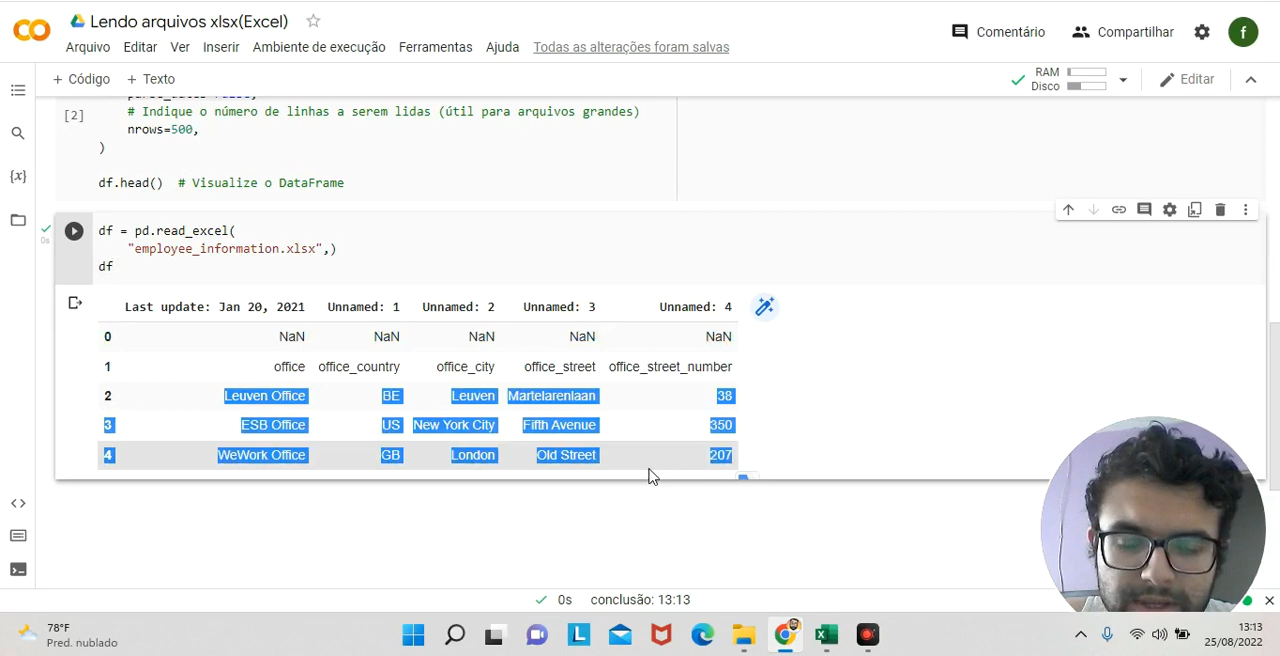 Lendo arquivos xlsx(Excel)
Arquivo Editar Ver Inserir Ambiente de execução Ferramentas Ajuda Todas as alterações foram salvas
Comentário Compartilhar f
+ Código + Texto
RAM
Disco
Editar
[2]
# Indique o número de linhas a serem lidas (útil para arquivos grandes)
nrows=500,
)
df.head() # Visualize o DataFrame
{x}
0s
df = pd.read_excel(
"employee_information.xlsx",)
df
Last update: Jan 20, 2021 Unnamed: 1 Unnamed: 2 Unnamed: 3 Unnamed: 4
0 NaN NaN NaN NaN NaN
1 office office_country office_city office_street office_street_number
2 Leuven Office BE Leuven Martelarenlaan 38
3 ESB Office US New York City Fifth Avenue 350
4 WeWork Office GB London Old Street 207
0s conclusão: 13:13
78°F
Pred. nublado
L
13:13
25/08/2022